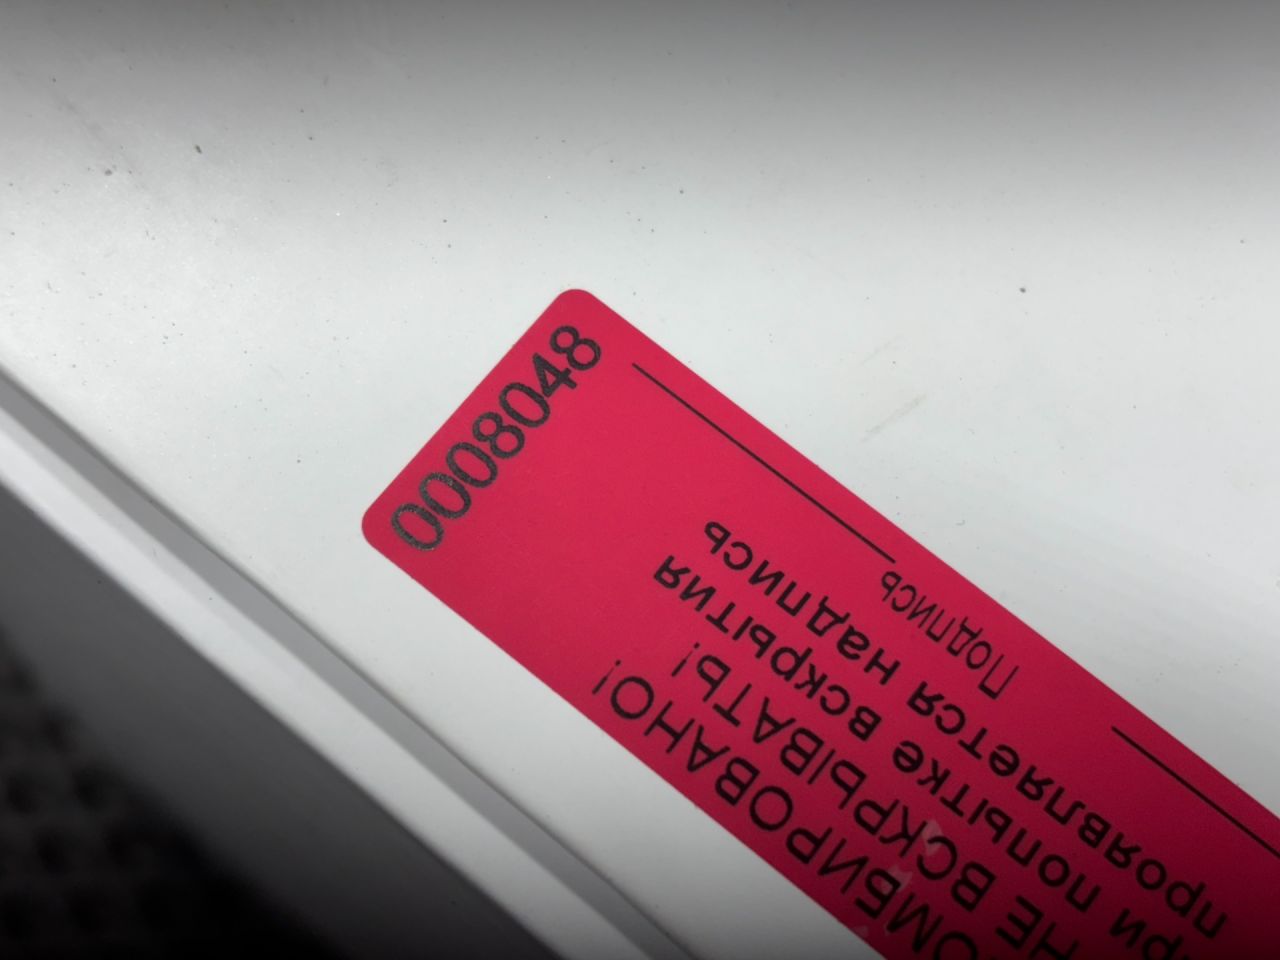 0008048
ОМБИРОВАНО!
НЕ ВСКРЫВАТЬ!
ри попытке вскрытия
проявляется надпись
Подпись